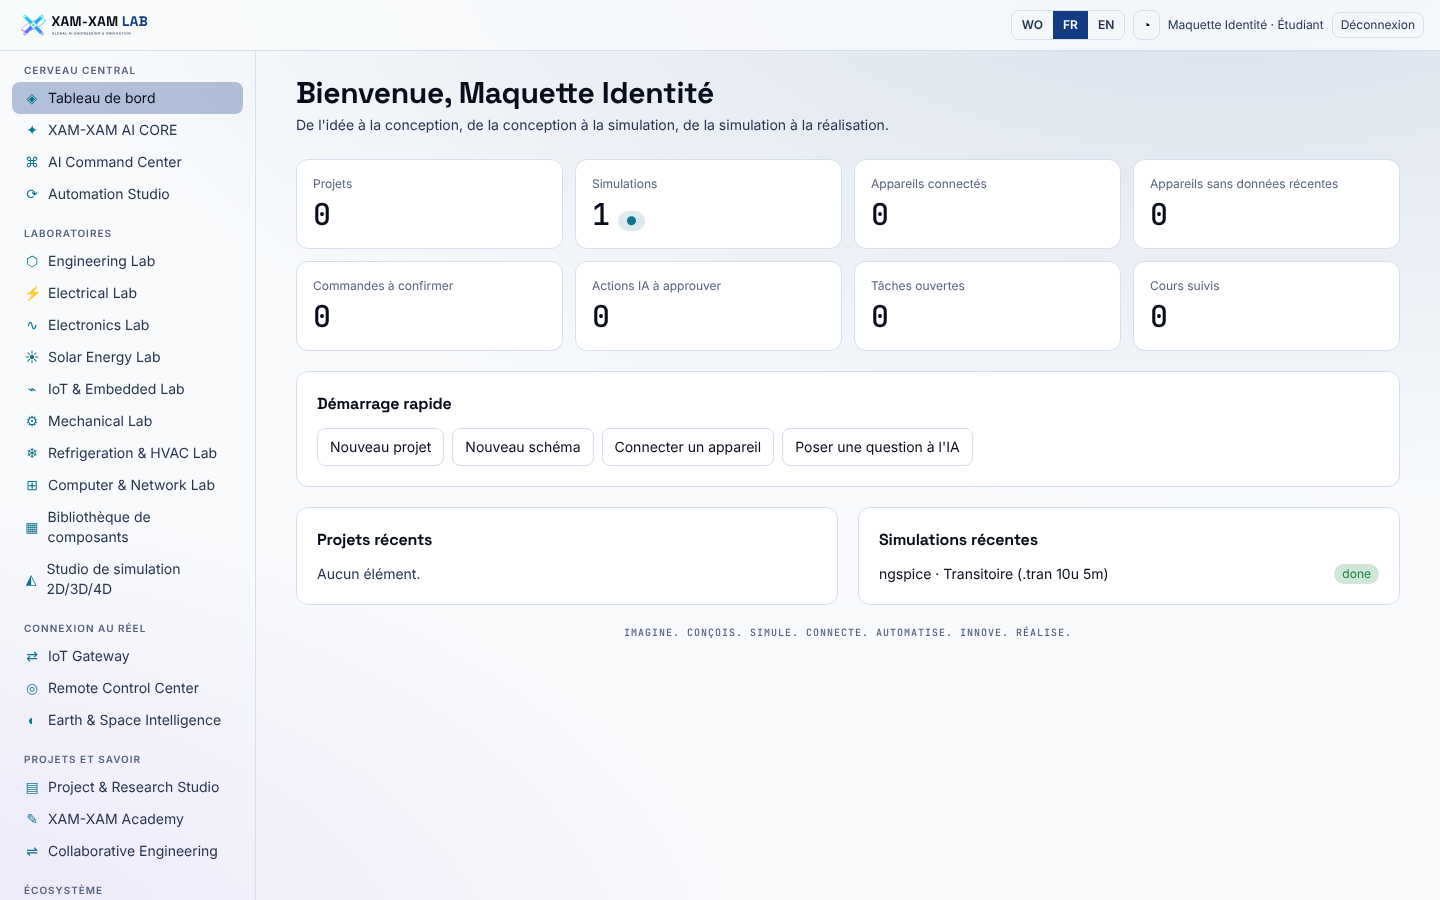 XAM-XAM LAB
GLOBAL AI ENGINEERING & INNOVATION
WO FR EN
Maquette Identité · Étudiant
Déconnexion
CERVEAU CENTRAL
Tableau de bord
XAM-XAM AI CORE
AI Command Center
Automation Studio
LABORATOIRES
Engineering Lab
Electrical Lab
Electronics Lab
Solar Energy Lab
IoT & Embedded Lab
Mechanical Lab
Refrigeration & HVAC Lab
Computer & Network Lab
Bibliothèque de
composants
Studio de simulation
2D/3D/4D
CONNEXION AU RÉEL
IoT Gateway
Remote Control Center
Earth & Space Intelligence
PROJETS ET SAVOIR
Project & Research Studio
XAM-XAM Academy
Collaborative Engineering
ÉCOSYSTÈME
Bienvenue, Maquette Identité
De l'idée à la conception, de la conception à la simulation, de la simulation à la réalisation.
Projets
0
Simulations
1
Appareils connectés
0
Appareils sans données récentes
0
Commandes à confirmer
0
Actions IA à approuver
0
Tâches ouvertes
0
Cours suivis
0
Démarrage rapide
Nouveau projet
Nouveau schéma
Connecter un appareil
Poser une question à l'IA
Projets récents
Aucun élément.
Simulations récentes
ngspice · Transitoire (.tran 10u 5m)
done
IMAGINE. CONÇOIS. SIMULE. CONNECTE. AUTOMATISE. INNOVE. RÉALISE.